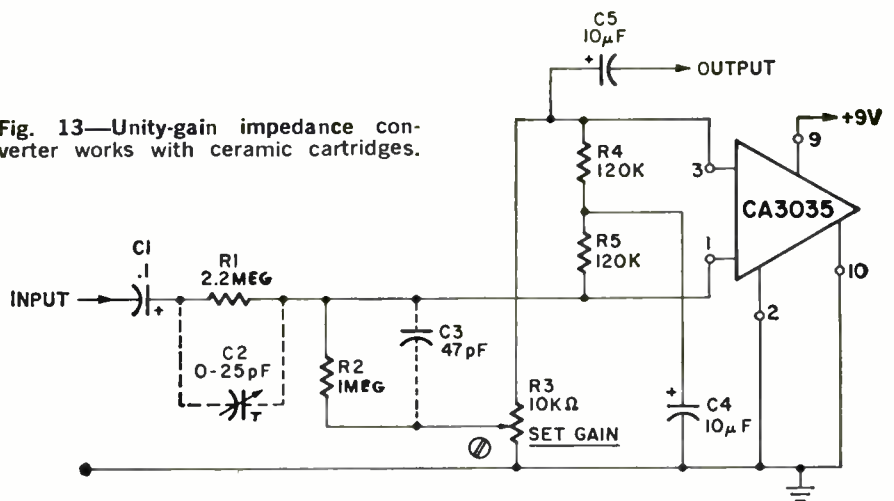 C5
10μF
+
OUTPUT
Fig. 13—Unity-gain impedance con-
verter works with ceramic cartridges.
+9V
9
R4
120K
3
CA3035
C1
.1
R1
2.2MEG
R5
120K
1
INPUT
+
10
2
C2
0-25pF
T
C3
47pF
R2
1MEG
R3
10KΩ
SET GAIN
+
C4
10μF